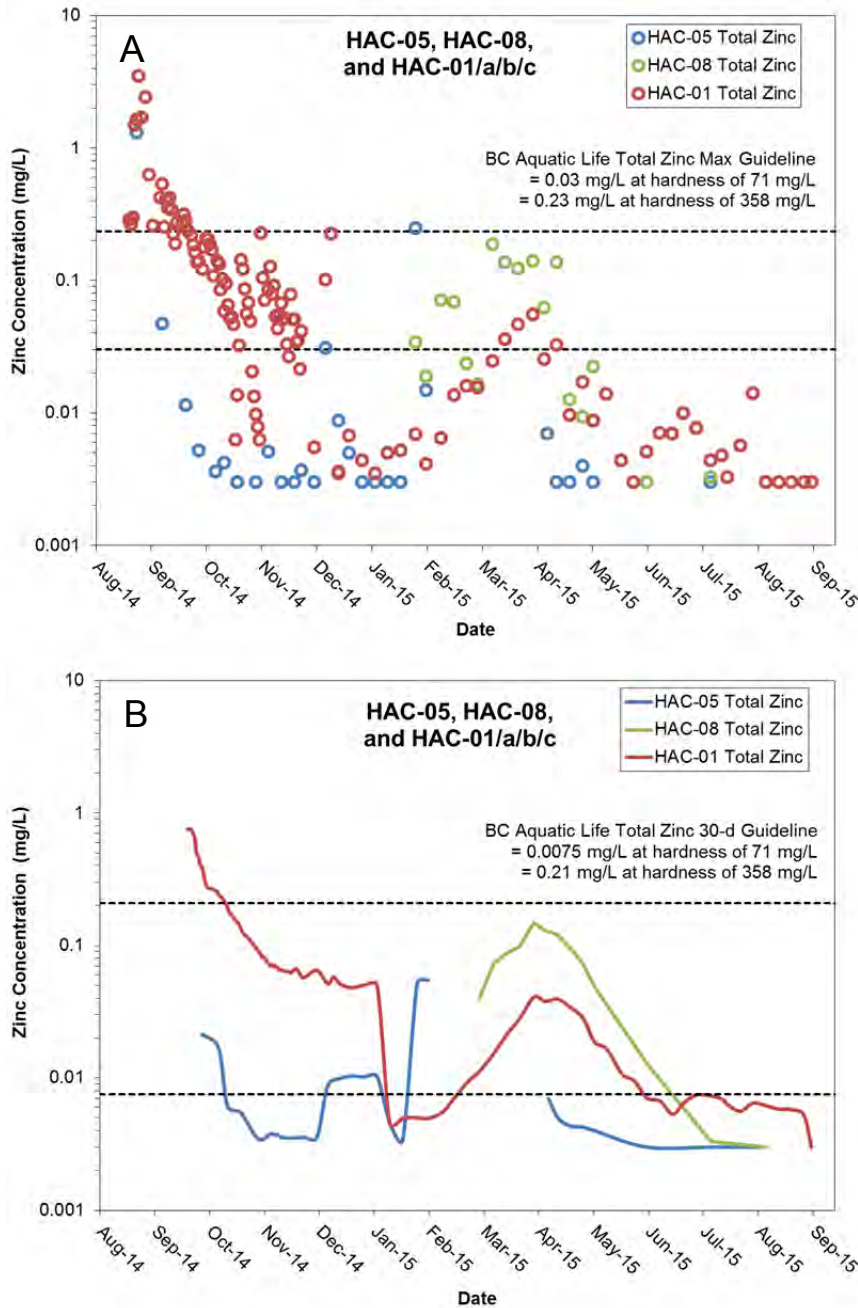 A
HAC-05, HAC-08,
and HAC-01/a/b/c
HAC-05 Total Zinc
HAC-08 Total Zinc
HAC-01 Total Zinc
BC Aquatic Life Total Zinc Max Guideline
= 0.03 mg/L at hardness of 71 mg/L
= 0.23 mg/L at hardness of 358 mg/L
Zinc Concentration (mg/L)
10
1
0.1
0.01
0.001
Aug-14
Sep-14
Oct-14
Nov-14
Dec-14
Jan-15
Feb-15
Mar-15
Apr-15
May-15
Jun-15
Jul-15
Aug-15
Sep-15
Date
B
HAC-05, HAC-08,
and HAC-01/a/b/c
HAC-05 Total Zinc
HAC-08 Total Zinc
HAC-01 Total Zinc
BC Aquatic Life Total Zinc 30-d Guideline
= 0.0075 mg/L at hardness of 71 mg/L
= 0.21 mg/L at hardness of 358 mg/L
Zinc Concentration (mg/L)
10
1
0.1
0.01
0.001
Aug-14
Sep-14
Oct-14
Nov-14
Dec-14
Jan-15
Feb-15
Mar-15
Apr-15
May-15
Jun-15
Jul-15
Aug-15
Sep-15
Date